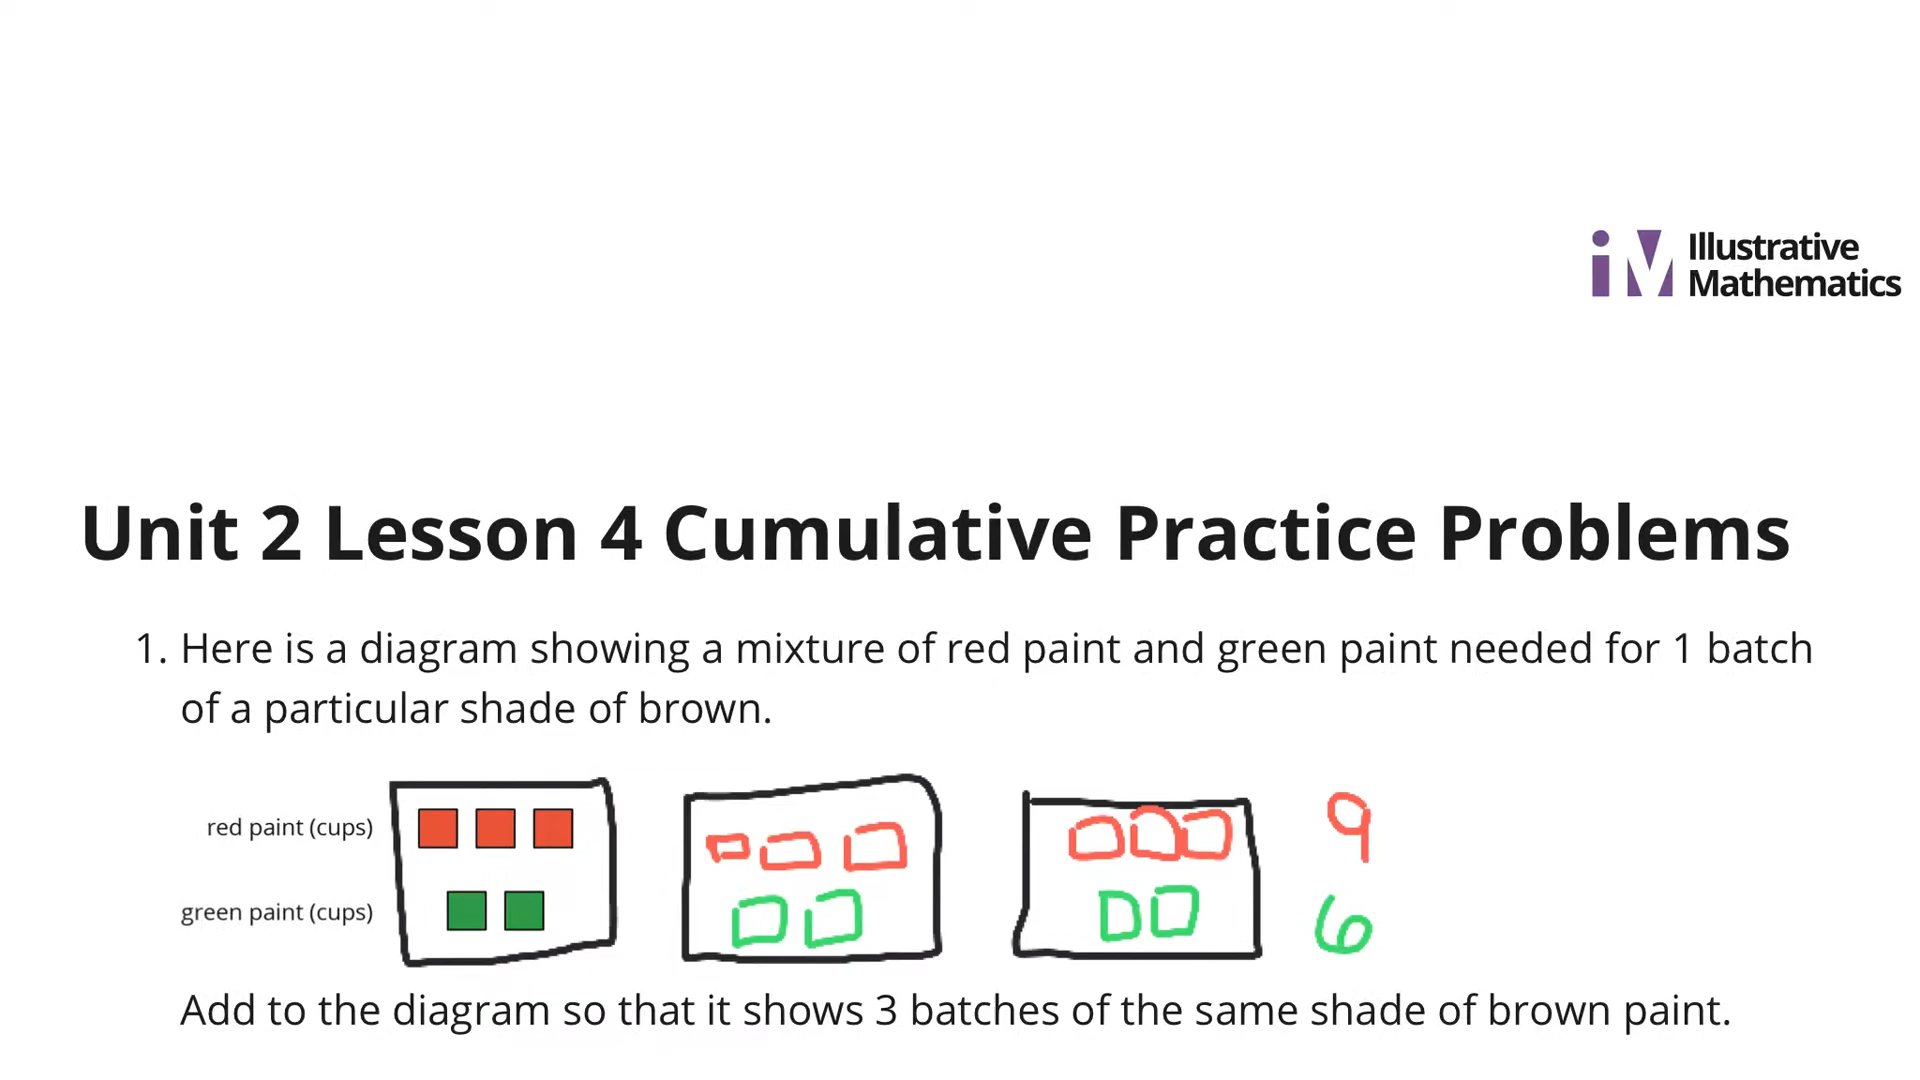 Illustrative
Mathematics
Unit 2 Lesson 4 Cumulative Practice Problems
1. Here is a diagram showing a mixture of red paint and green paint needed for 1 batch
of a particular shade of brown.
red paint (cups)
9
green paint (cups)
6
Add to the diagram so that it shows 3 batches of the same shade of brown paint.